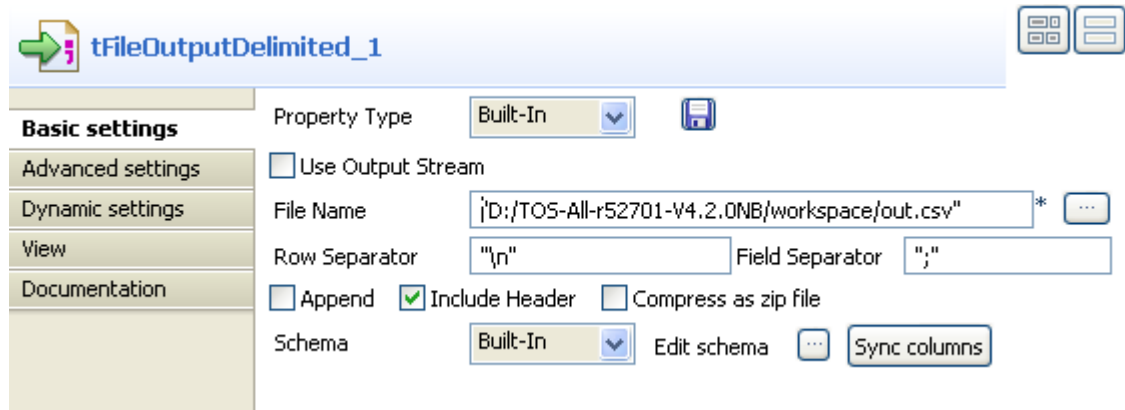 tFileOutputDelimited_1
Basic settings
Property Type Built-In
Advanced settings
Use Output Stream
Dynamic settings
File Name "D:/TOS-All-r52701-V4.2.0NB/workspace/out.csv" * ...
View
Row Separator "\n" Field Separator ";"
Documentation
Append Include Header Compress as zip file
Schema Built-In Edit schema ... Sync columns